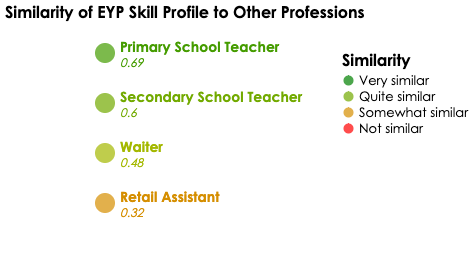 Similarity of EYP Skill Profile to Other Professions
Primary School Teacher
0.69
Secondary School Teacher
0.6
Waiter
0.48
Retail Assistant
0.32
Similarity
Very similar
Quite similar
Somewhat similar
Not similar